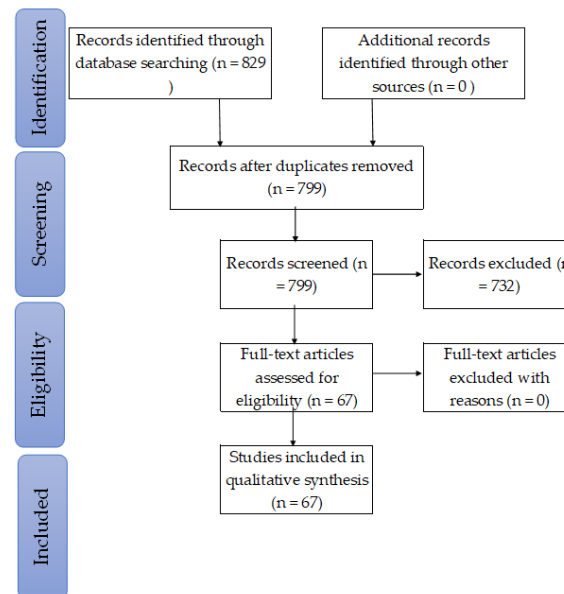 Identification
Records identified through
database searching (n = 829
)
Additional records
identified through other
sources (n = 0 )
Screening
Records after duplicates removed
(n = 799)
Records screened (n
= 799)
Records excluded (n
= 732)
Eligibility
Full-text articles
assessed for
eligibility (n = 67)
Full-text articles
excluded with
reasons (n = 0)
Included
Studies included in
qualitative synthesis
(n = 67)